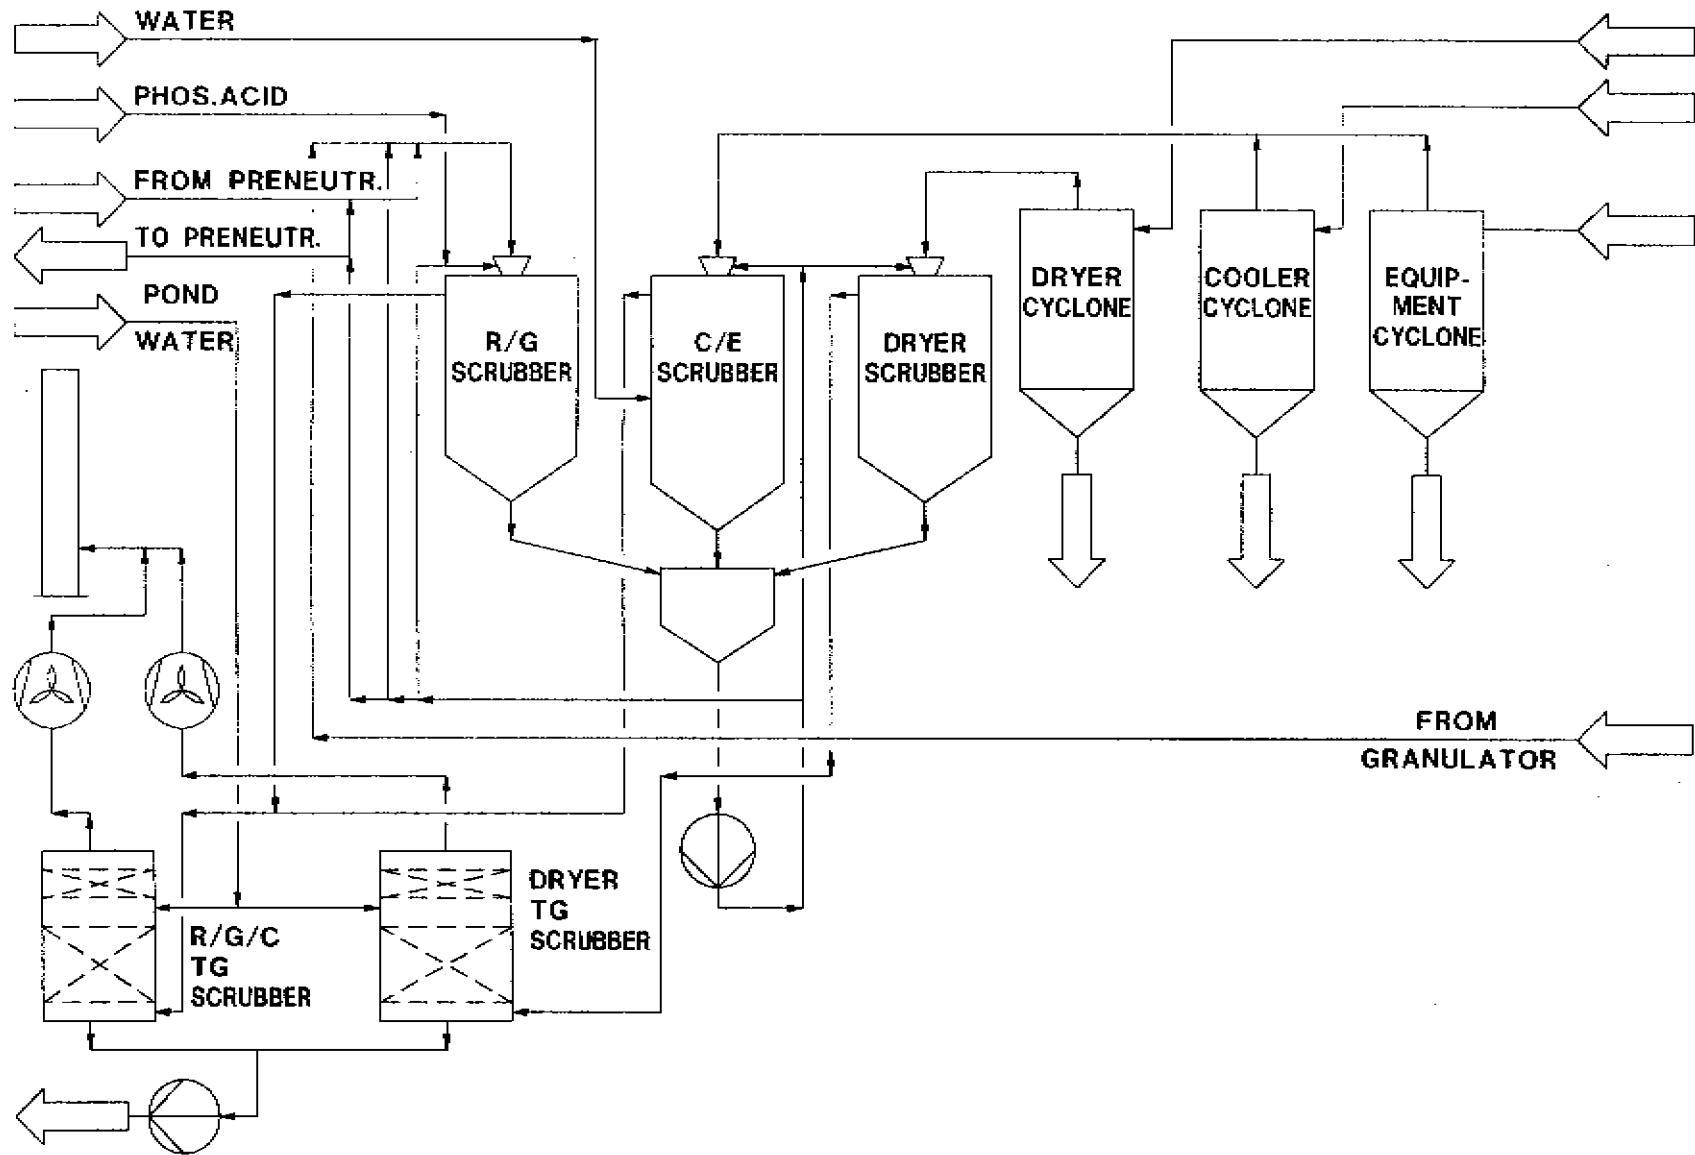 WATER
PHOS.ACID
FROM PRENEUTR.
TO PRENEUTR.
POND
WATER
R/G
SCRUBBER
C/E
SCRUBBER
DRYER
SCRUBBER
DRYER
CYCLONE
COOLER
CYCLONE
EQUIP-
MENT
CYCLONE
FROM
GRANULATOR
DRYER
TG
SCRUBBER
R/G/C
TG
SCRUBBER